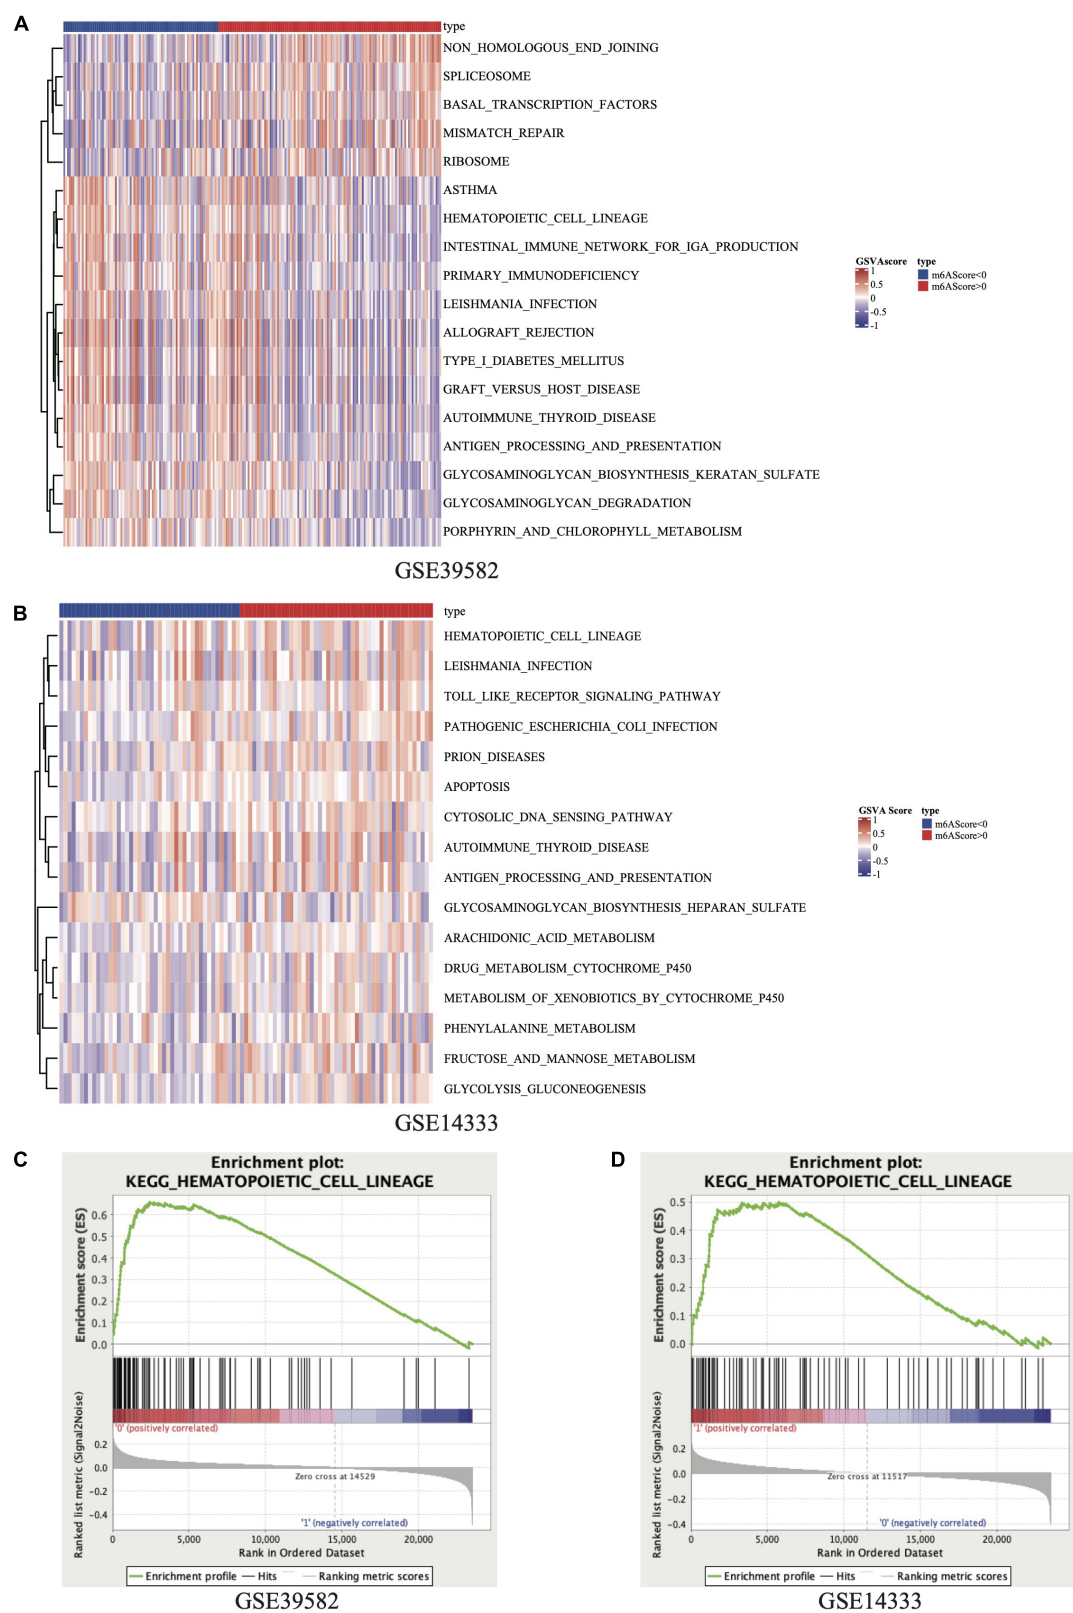 A
type
NON_HOMOLOGOUS_END_JOINING
SPLICEOSOME
BASAL_TRANSCRIPTION_FACTORS
MISMATCH_REPAIR
RIBOSOME
ASTHMA
HEMATOPOIETIC_CELL_LINEAGE
INTESTINAL_IMMUNE_NETWORK_FOR_IGA_PRODUCTION
PRIMARY_IMMUNODEFICIENCY
LEISHMANIA_INFECTION
ALLOGRAFT_REJECTION
TYPE_I_DIABETES_MELLITUS
GRAFT_VERSUS_HOST_DISEASE
AUTOIMMUNE_THYROID_DISEASE
ANTIGEN_PROCESSING_AND_PRESENTATION
GLYCOSAMINOGLYCAN_BIOSYNTHESIS_KERATAN_SULFATE
GLYCOSAMINOGLYCAN_DEGRADATION
PORPHYRIN_AND_CHLOROPHYLL_METABOLISM
GSVAscore type
1
0.5
0
-0.5
-1
m6AScore<0
m6AScore>0
GSE39582
B
type
HEMATOPOIETIC_CELL_LINEAGE
LEISHMANIA_INFECTION
TOLL_LIKE_RECEPTOR_SIGNALING_PATHWAY
PATHOGENIC_ESCHERICHIA_COLI_INFECTION
PRION_DISEASES
APOPTOSIS
CYTOSOLIC_DNA_SENSING_PATHWAY
AUTOIMMUNE_THYROID_DISEASE
ANTIGEN_PROCESSING_AND_PRESENTATION
GLYCOSAMINOGLYCAN_BIOSYNTHESIS_HEPARAN_SULFATE
ARACHIDONIC_ACID_METABOLISM
DRUG_METABOLISM_CYTOCHROME_P450
METABOLISM_OF_XENOBIOTICS_BY_CYTOCHROME_P450
PHENYLALANINE_METABOLISM
FRUCTOSE_AND_MANNOSE_METABOLISM
GLYCOLYSIS_GLUCONEOGENESIS
GSVA Score type
1
0.5
0
-0.5
-1
m6AScore<0
m6AScore>0
GSE14333
C
Enrichment plot:
KEGG_HEMATOPOIETIC_CELL_LINEAGE
Enrichment score (ES)
0.6
0.5
0.4
0.3
0.2
0.1
0.0
'0' (positively correlated)
Ranked list metric (Signal2Noise)
0.2
0.0
-0.2
-0.4
Zero cross at 14529
'1' (negatively correlated)
0 5,000 10,000 15,000 20,000
Rank in Ordered Dataset
Enrichment profile Hits Ranking metric scores
GSE39582
D
Enrichment plot:
KEGG_HEMATOPOIETIC_CELL_LINEAGE
Enrichment score (ES)
0.5
0.4
0.3
0.2
0.1
0.0
'1' (positively correlated)
Ranked list metric (Signal2Noise)
0.2
0.0
-0.2
-0.4
Zero cross at 11517
'0' (negatively correlated)
0 5,000 10,000 15,000 20,000
Rank in Ordered Dataset
Enrichment profile Hits Ranking metric scores
GSE14333